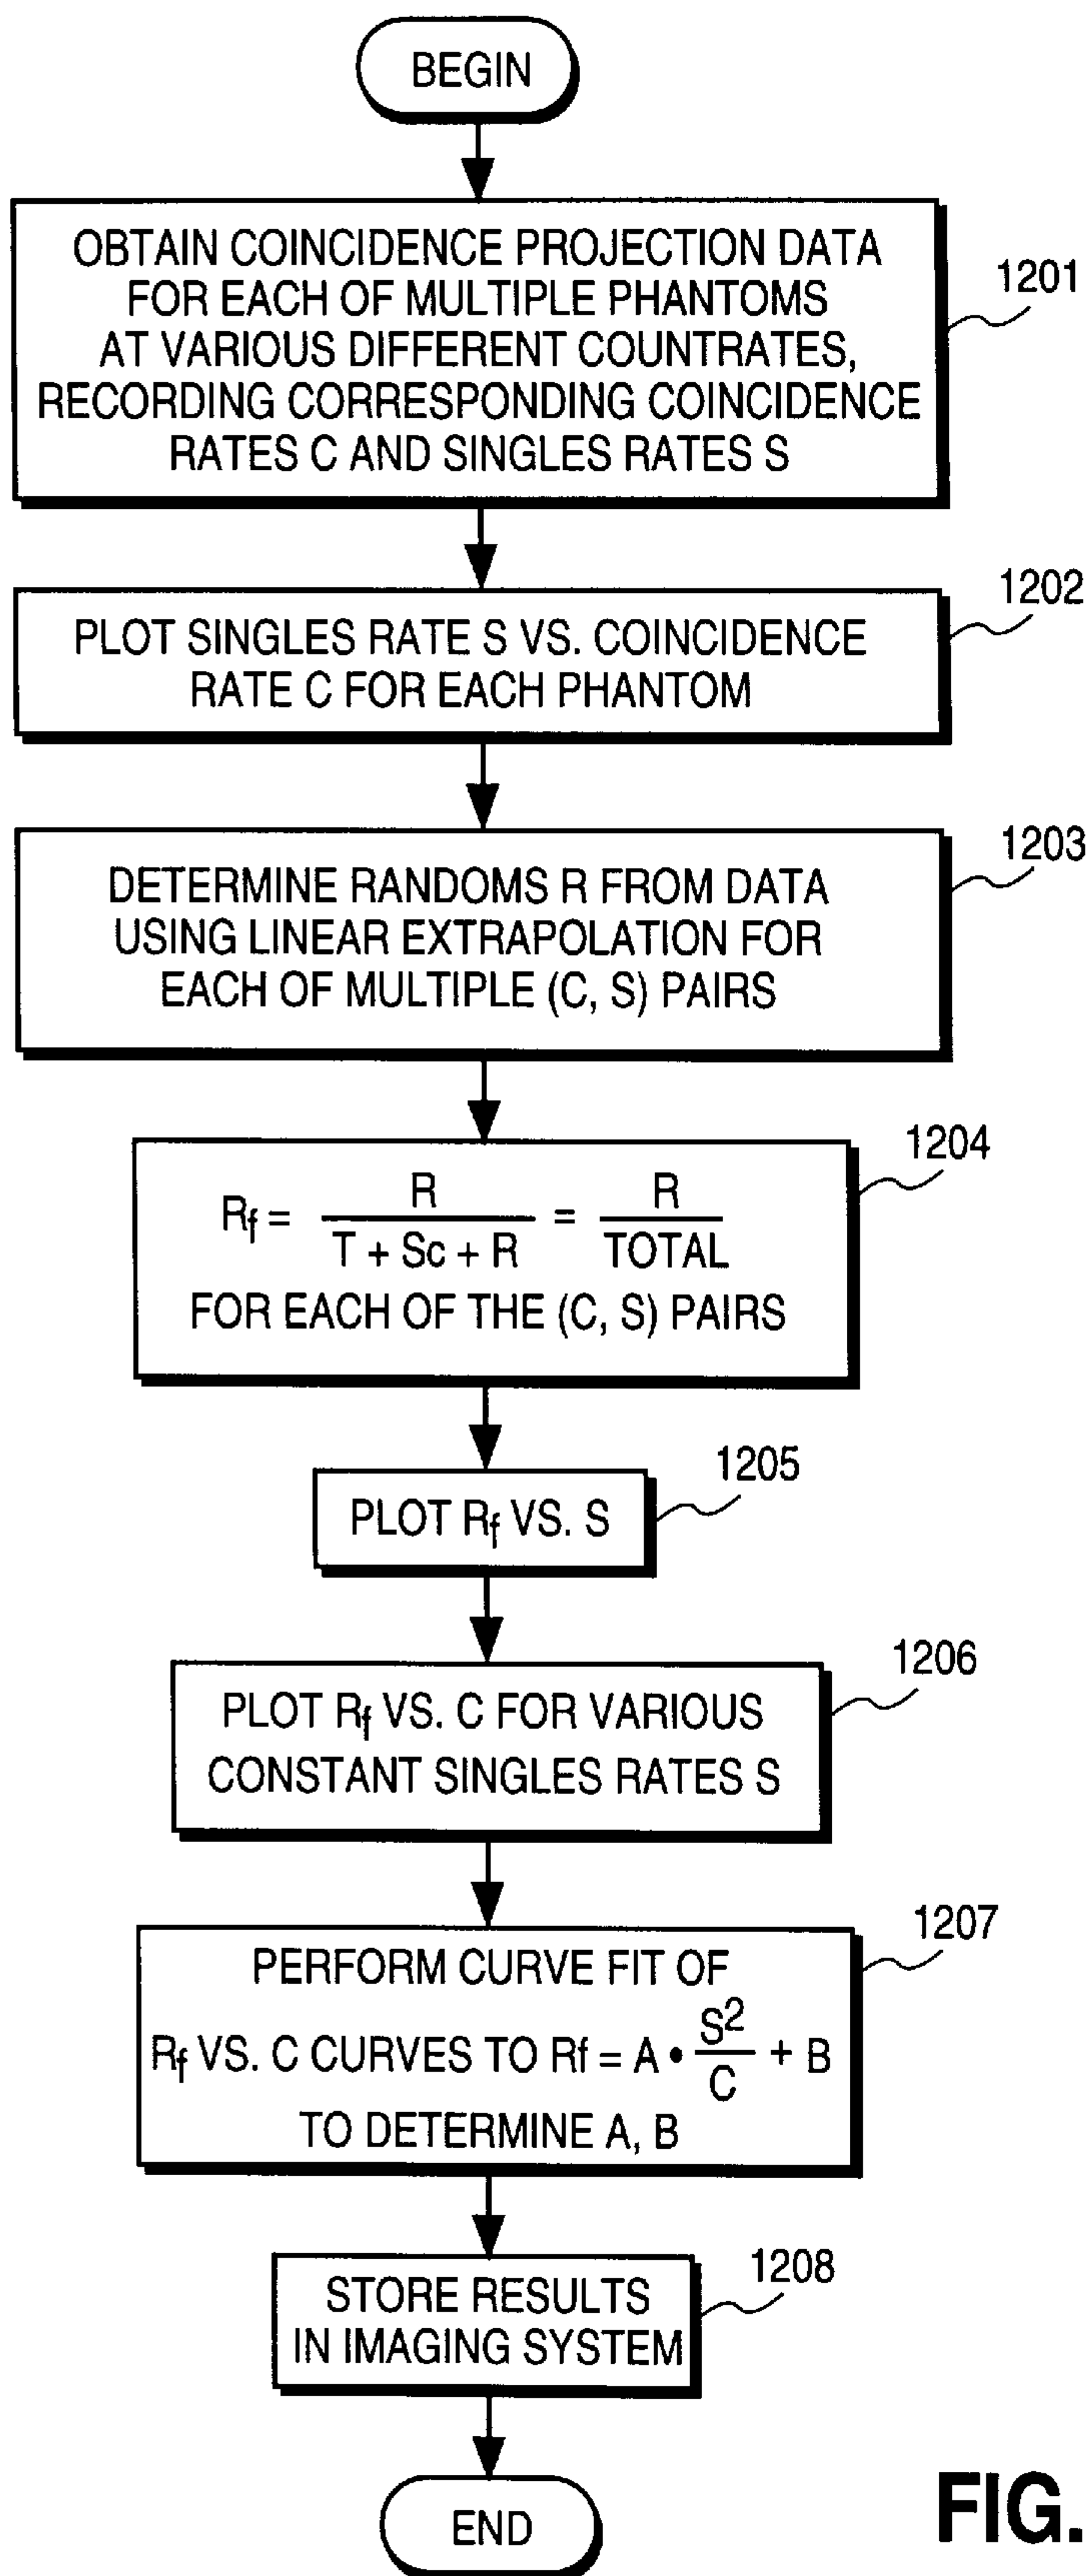 BEGIN
OBTAIN COINCIDENCE PROJECTION DATA
FOR EACH OF MULTIPLE PHANTOMS
AT VARIOUS DIFFERENT COUNTRATES,
RECORDING CORRESPONDING COINCIDENCE
RATES C AND SINGLES RATES S
1201
PLOT SINGLES RATE S VS. COINCIDENCE
RATE C FOR EACH PHANTOM
1202
DETERMINE RANDOMS R FROM DATA
USING LINEAR EXTRAPOLATION FOR
EACH OF MULTIPLE (C, S) PAIRS
1203
Rf = R / (T + Sc + R) = R / TOTAL
FOR EACH OF THE (C, S) PAIRS
1204
PLOT Rf VS. S
1205
PLOT Rf VS. C FOR VARIOUS
CONSTANT SINGLES RATES S
1206
PERFORM CURVE FIT OF
Rf VS. C CURVES TO Rf = A • S² / C + B
TO DETERMINE A, B
1207
STORE RESULTS
IN IMAGING SYSTEM
1208
END
FIG.